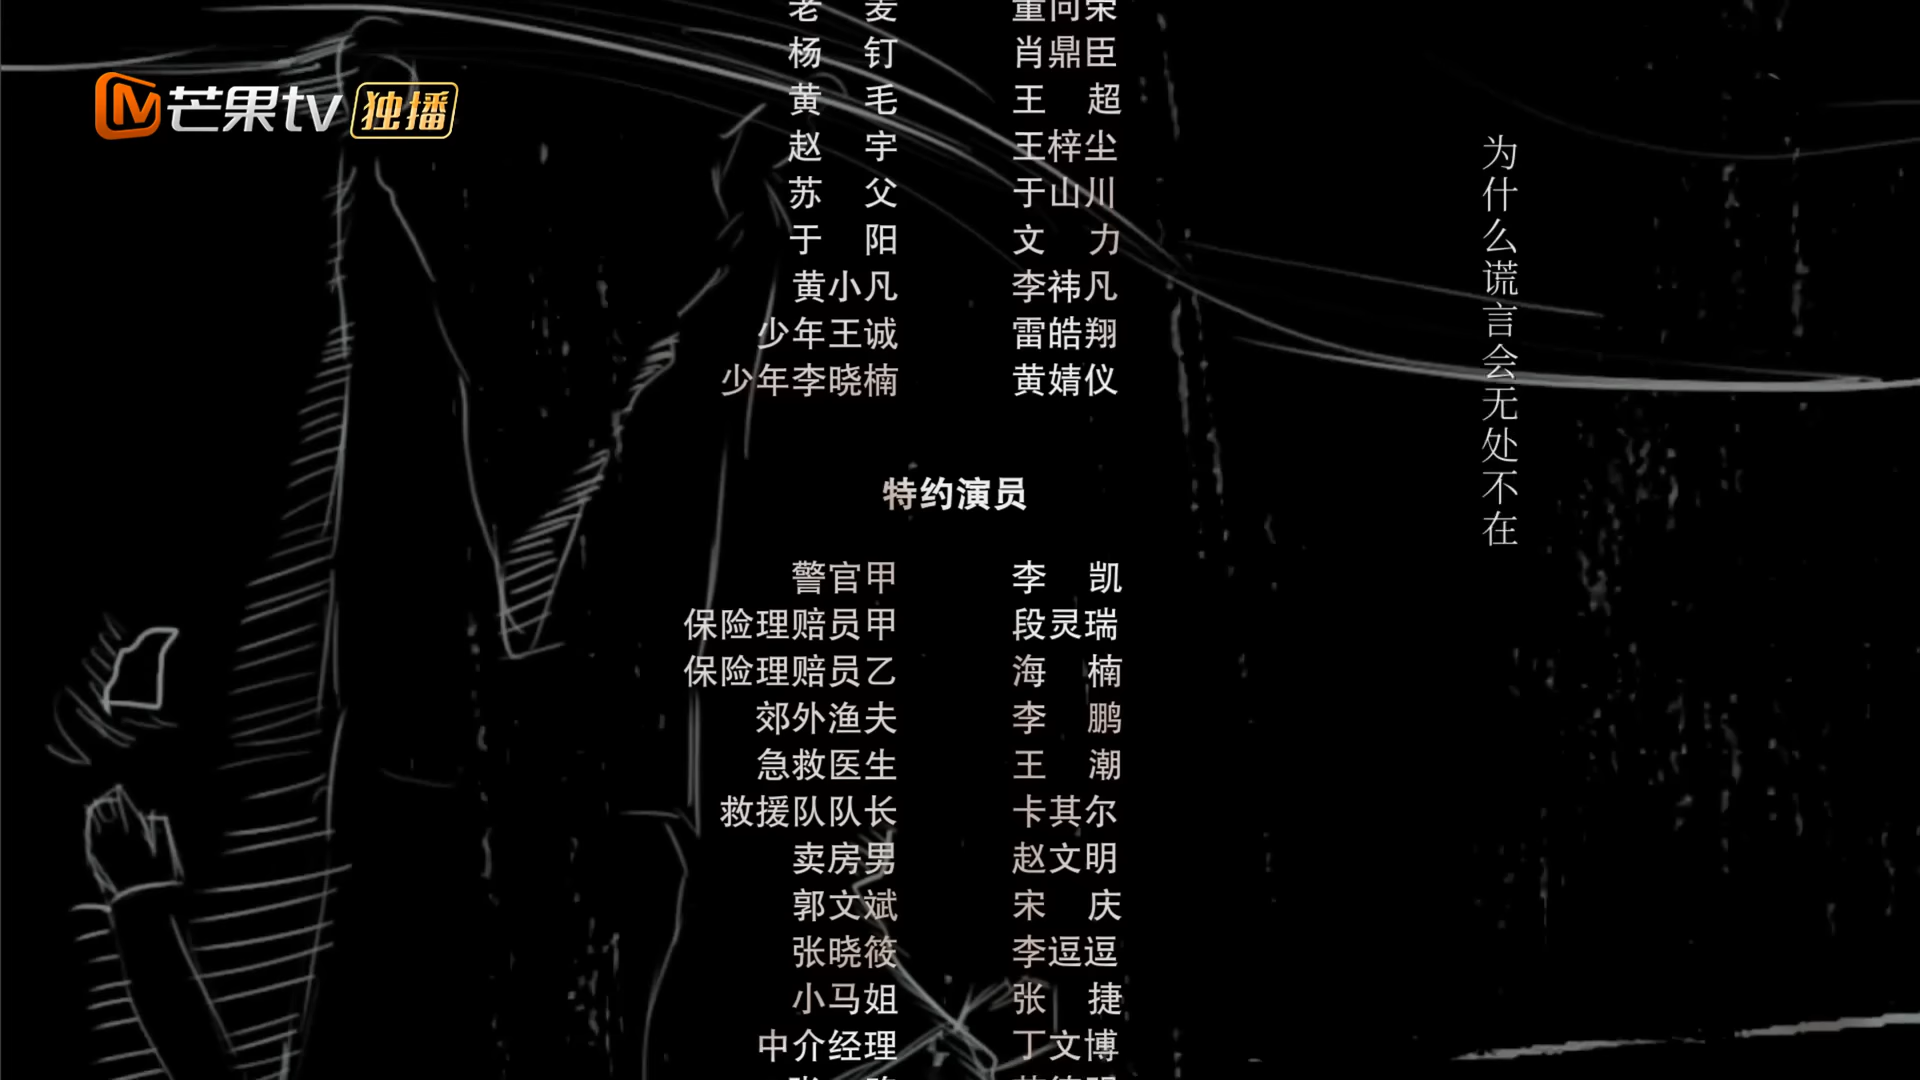 芒果tv 独播
老 麦 董向荣
杨 钉 肖鼎臣
黄 毛 王 超
赵 宇 王梓尘
苏 父 于山川
于 阳 文 力
黄小凡 李祎凡
少年王诚 雷皓翔
少年李晓楠 黄婧仪
特约演员
警官甲 李 凯
保险理赔员甲 段灵瑞
保险理赔员乙 海 楠
郊外渔夫 李 鹏
急救医生 王 潮
救援队队长 卡其尔
卖房男 赵文明
郭文斌 宋 庆
张晓筱 李逗逗
小马姐 张 捷
中介经理 丁文博
为什么谎言会无处不在